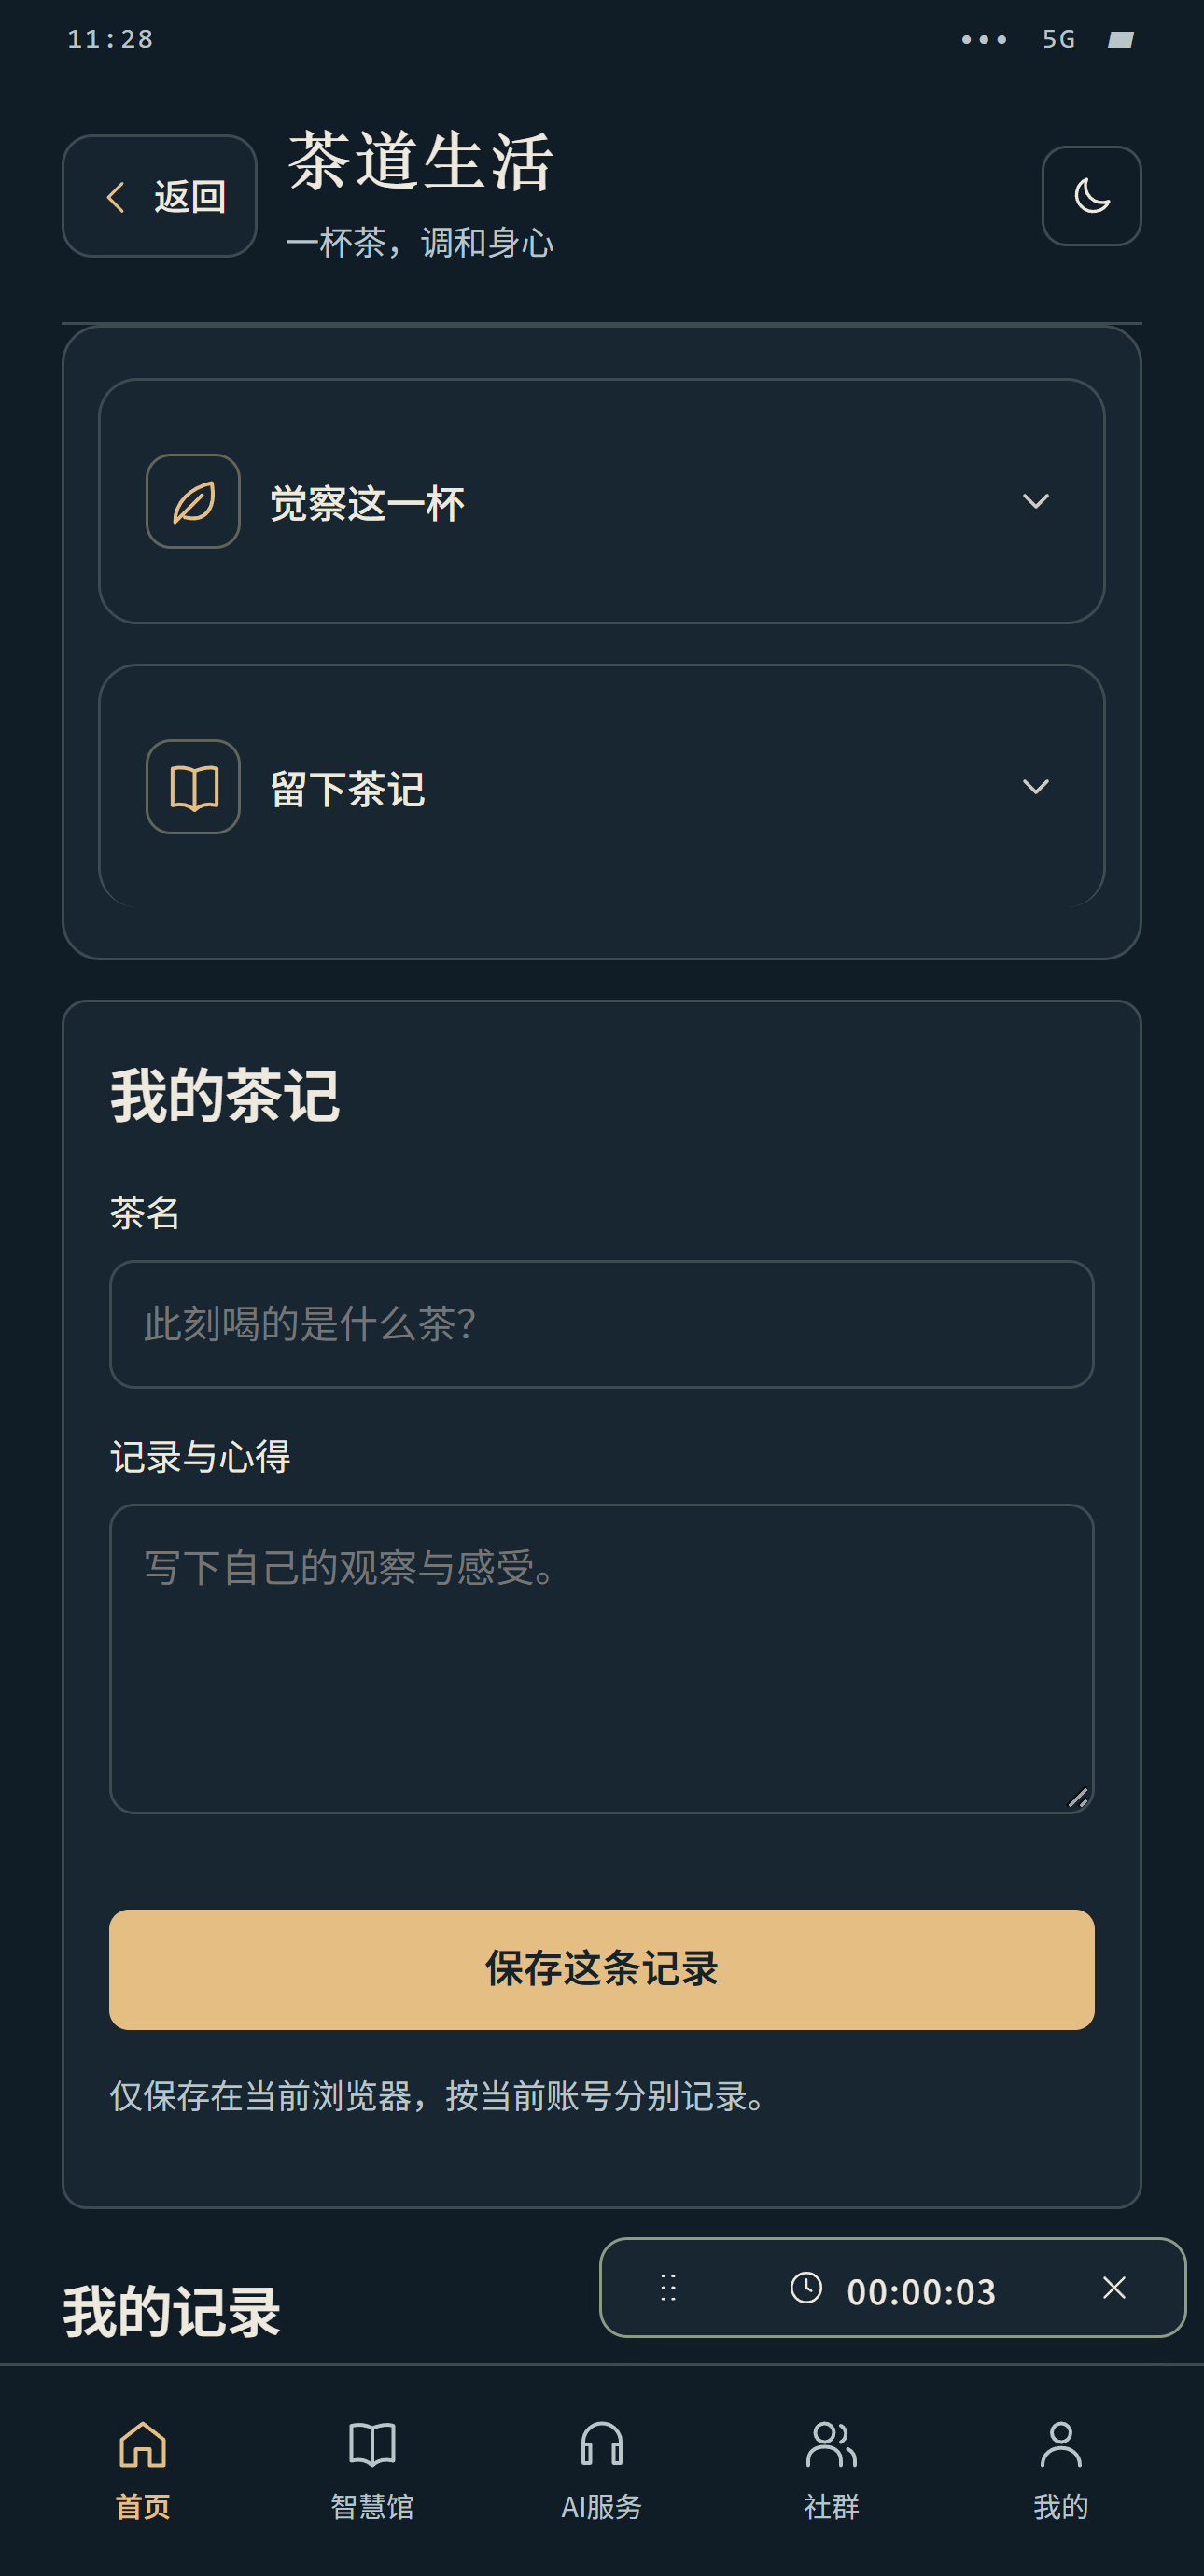 11:28
5G
返回
茶道生活
一杯茶，调和身心
觉察这一杯
留下茶记
我的茶记
茶名
此刻喝的是什么茶？
记录与心得
写下自己的观察与感受。
保存这条记录
仅保存在当前浏览器，按当前账号分别记录。
我的记录
00:00:03
首页
智慧馆
AI服务
社群
我的